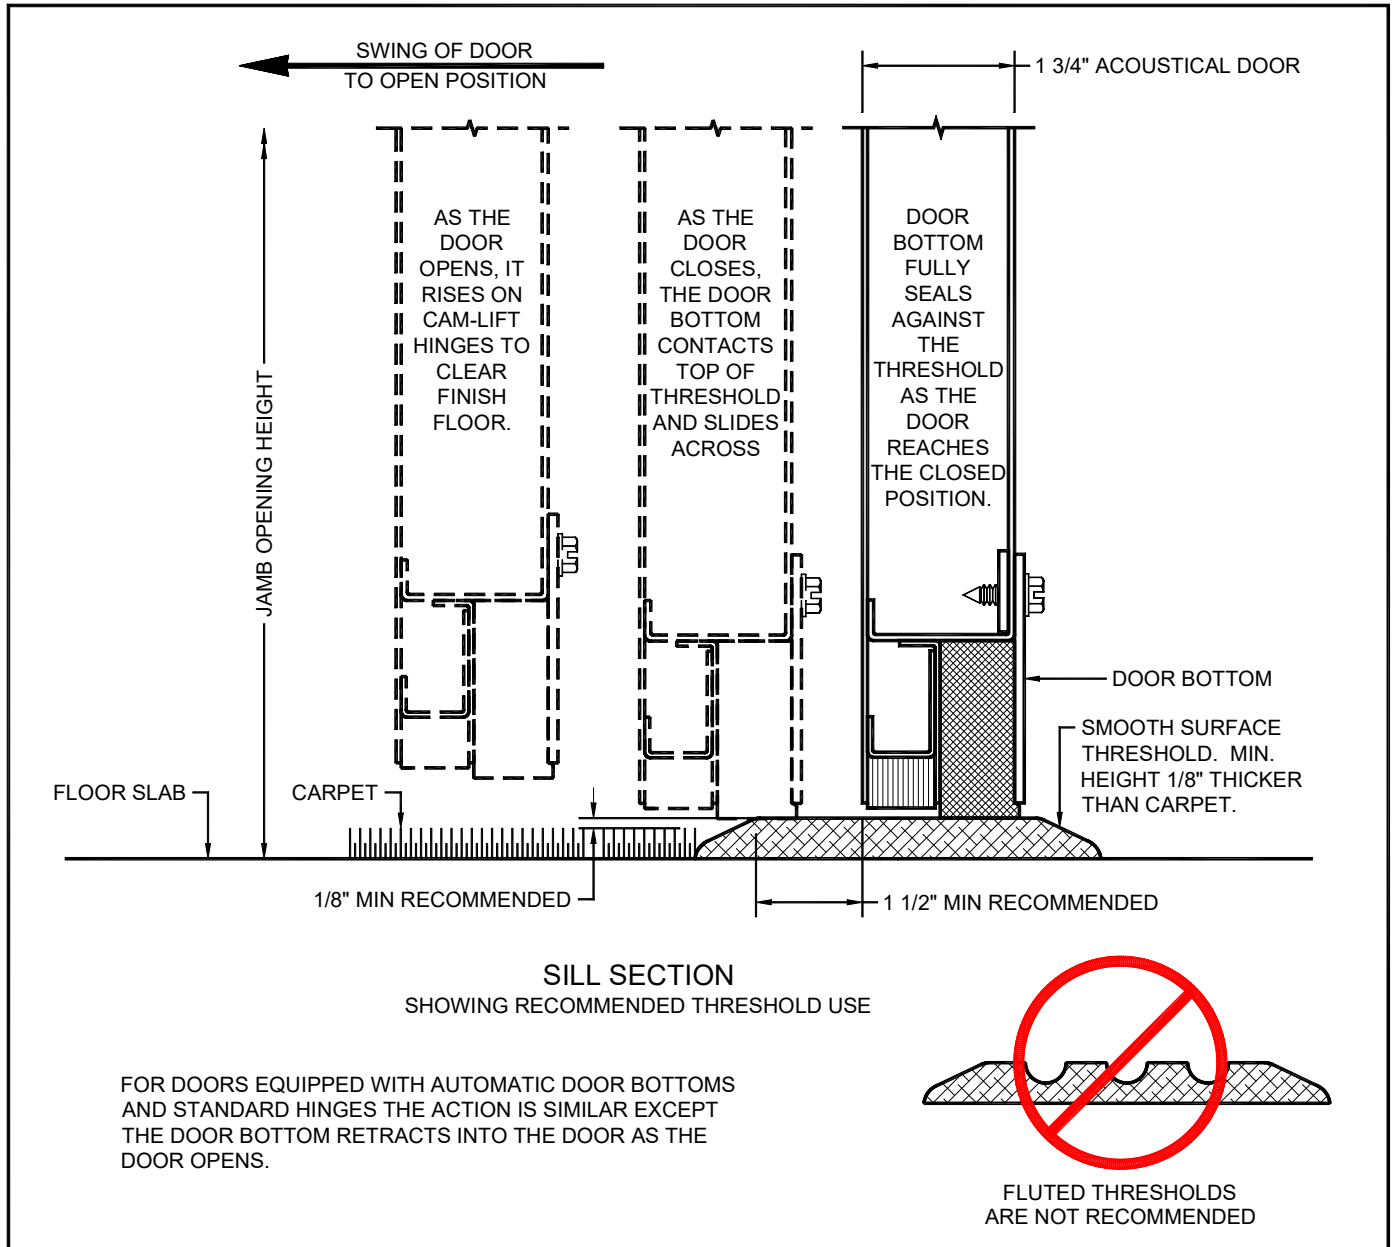 SWING OF DOOR
TO OPEN POSITION
1 3/4" ACOUSTICAL DOOR
AS THE
DOOR
OPENS, IT
RISES ON
CAM-LIFT
HINGES TO
CLEAR
FINISH
FLOOR.
AS THE
DOOR
CLOSES,
THE DOOR
BOTTOM
CONTACTS
TOP OF
THRESHOLD
AND SLIDES
ACROSS
DOOR
BOTTOM
FULLY
SEALS
AGAINST
THE
THRESHOLD
AS THE
DOOR
REACHES
THE CLOSED
POSITION.
JAMB OPENING HEIGHT
DOOR BOTTOM
SMOOTH SURFACE
THRESHOLD. MIN.
HEIGHT 1/8" THICKER
THAN CARPET.
FLOOR SLAB
CARPET
1/8" MIN RECOMMENDED
1 1/2" MIN RECOMMENDED
SILL SECTION
SHOWING RECOMMENDED THRESHOLD USE
FOR DOORS EQUIPPED WITH AUTOMATIC DOOR BOTTOMS
AND STANDARD HINGES THE ACTION IS SIMILAR EXCEPT
THE DOOR BOTTOM RETRACTS INTO THE DOOR AS THE
DOOR OPENS.
FLUTED THRESHOLDS
ARE NOT RECOMMENDED